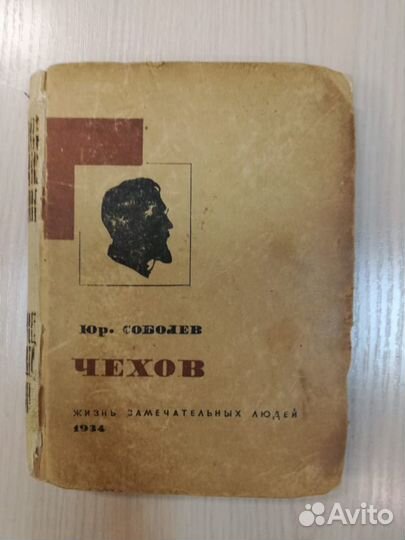 Юр. СОБОЛЕВ
ЧЕХОВ
ЖИЗНЬ ЗАМЕЧАТЕЛЬНЫХ ЛЮДЕЙ
1934
Avito